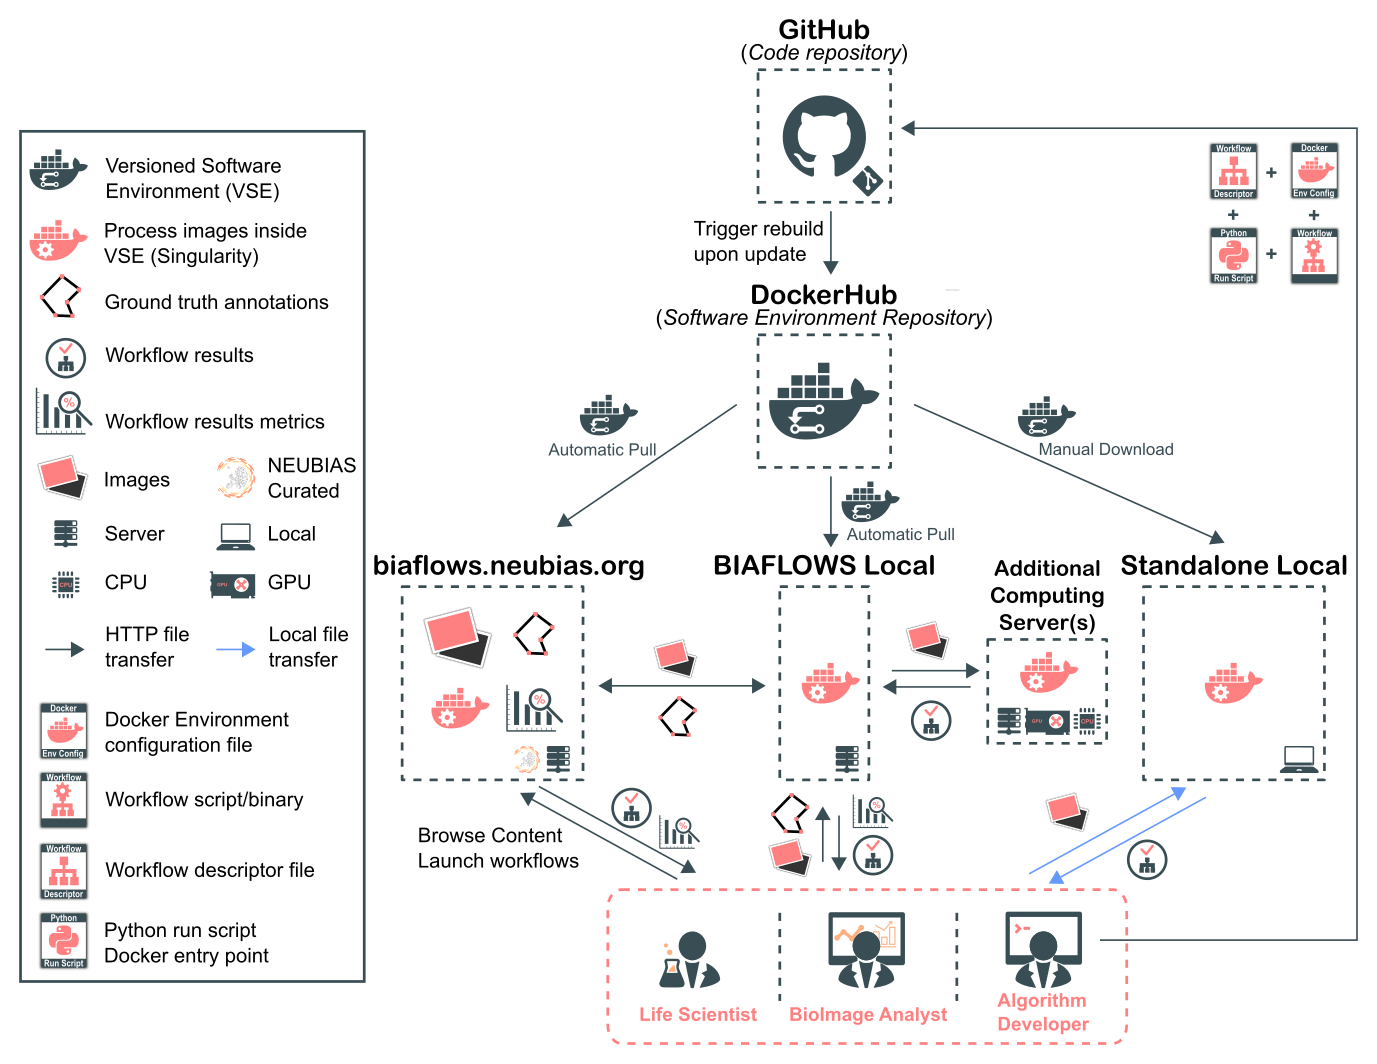 GitHub
(Code repository)
Trigger rebuild
upon update
DockerHub
(Software Environment Repository)
Automatic Pull
Manual Download
Automatic Pull
Workflow
Descriptor
+
Docker
Env Config
+
+
Python
Run Script
+
Workflow
Versioned Software
Environment (VSE)
Process images inside
VSE (Singularity)
Ground truth annotations
Workflow results
%
Workflow results metrics
Images
NEUBIAS
Curated
Server
Local
CPU
CPU
GPU
GPU
HTTP file
transfer
Local file
transfer
Docker
Env Config
Docker Environment
configuration file
Workflow
Workflow script/binary
Workflow
Descriptor
Workflow descriptor file
Python
Run Script
Python run script
Docker entry point
biaflows.neubias.org
%
BIAFLOWS Local
Additional
Computing
Server(s)
GPU
CPU
Standalone Local
Browse Content
Launch workflows
%
%
Life Scientist
BioImage Analyst
Algorithm
Developer